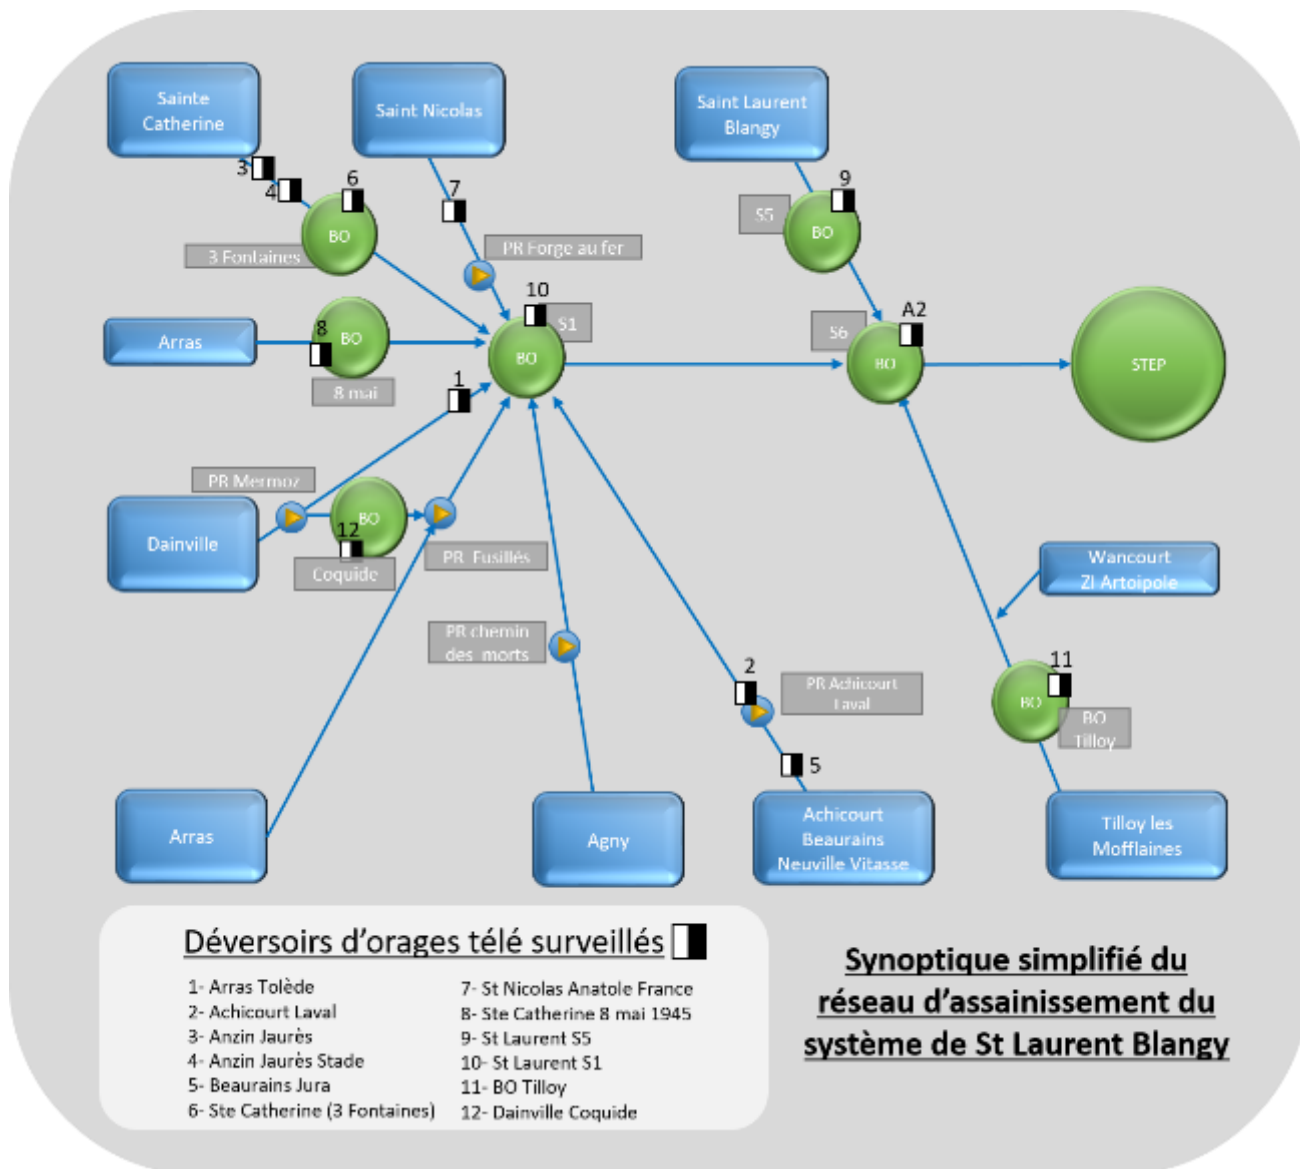 Sainte
Catherine
Saint Nicolas
Saint Laurent
Blangy
3
4
6
7
9
BO
S5
BO
3 Fontaines
PR Forge au fer
10
S1
A2
S6
Arras
8
BO
BO
BO
STEP
8 mai
1
PR Mermoz
Dainville
BO
12
Coquide
PR Fusillés
Wancourt
ZI Artoipole
PR chemin
des morts
2
PR Achicourt
Laval
11
BO
BO
Tilloy
5
Arras
Agny
Achicourt
Beaurains
Neuville Vitasse
Tilloy les
Mofflaines
Déversoirs d'orages télé surveillés
1- Arras Tolède
2- Achicourt Laval
3- Anzin Jaurès
4- Anzin Jaurès Stade
5- Beaurains Jura
6- Ste Catherine (3 Fontaines)
7- St Nicolas Anatole France
8- Ste Catherine 8 mai 1945
9- St Laurent S5
10- St Laurent S1
11- BO Tilloy
12- Dainville Coquide
Synoptique simplifié du
réseau d'assainissement du
système de St Laurent Blangy